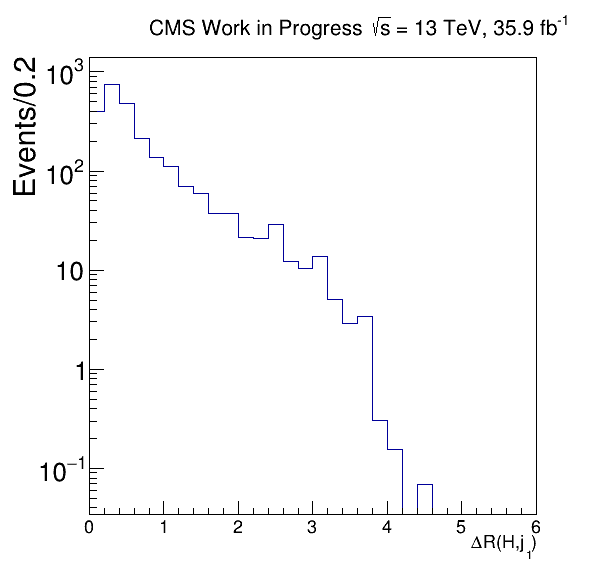 CMS Work in Progress √s = 13 TeV, 35.9 fb⁻¹
Events/0.2
10³
10²
10
1
10⁻¹
0 1 2 3 4 5 6
ΔR(H,j₁)